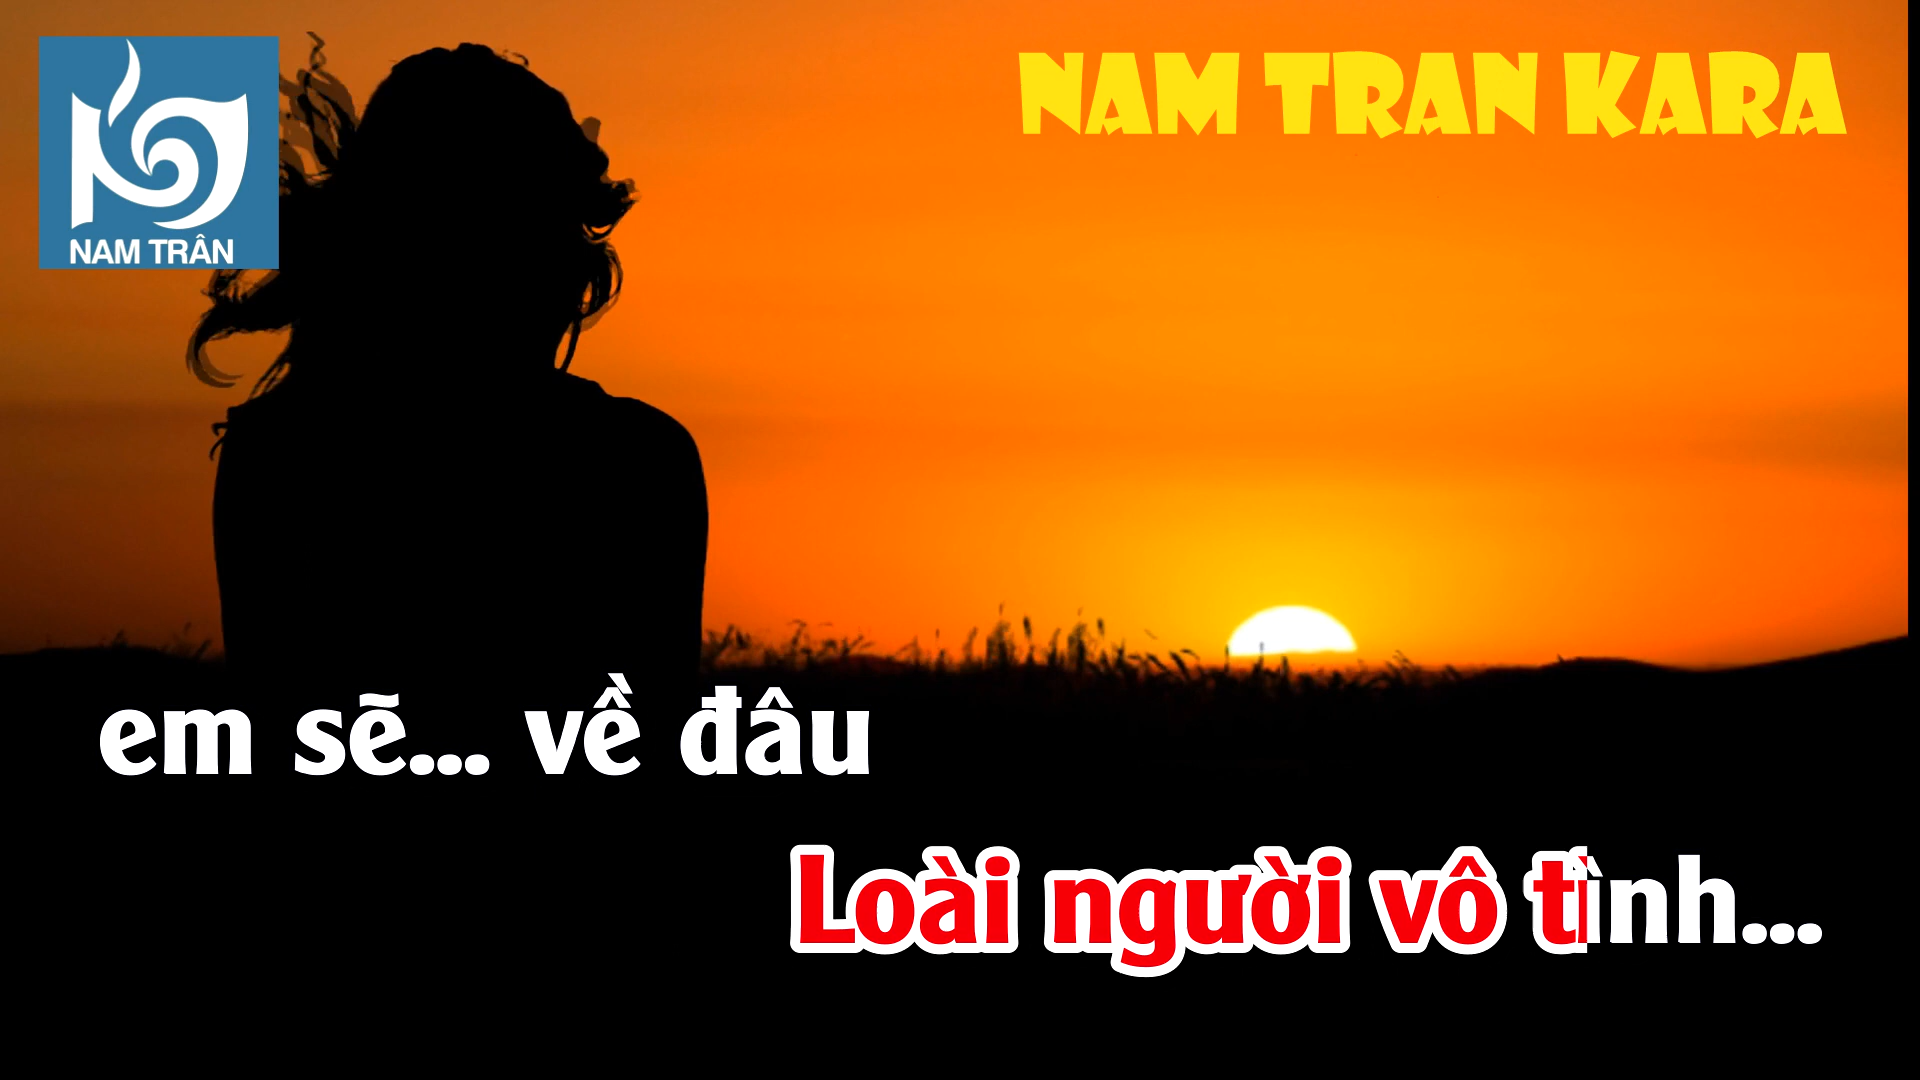 NAM TRAN KARA
NAM TRÂN
em sẽ... về đâu
Loài người vô tình...